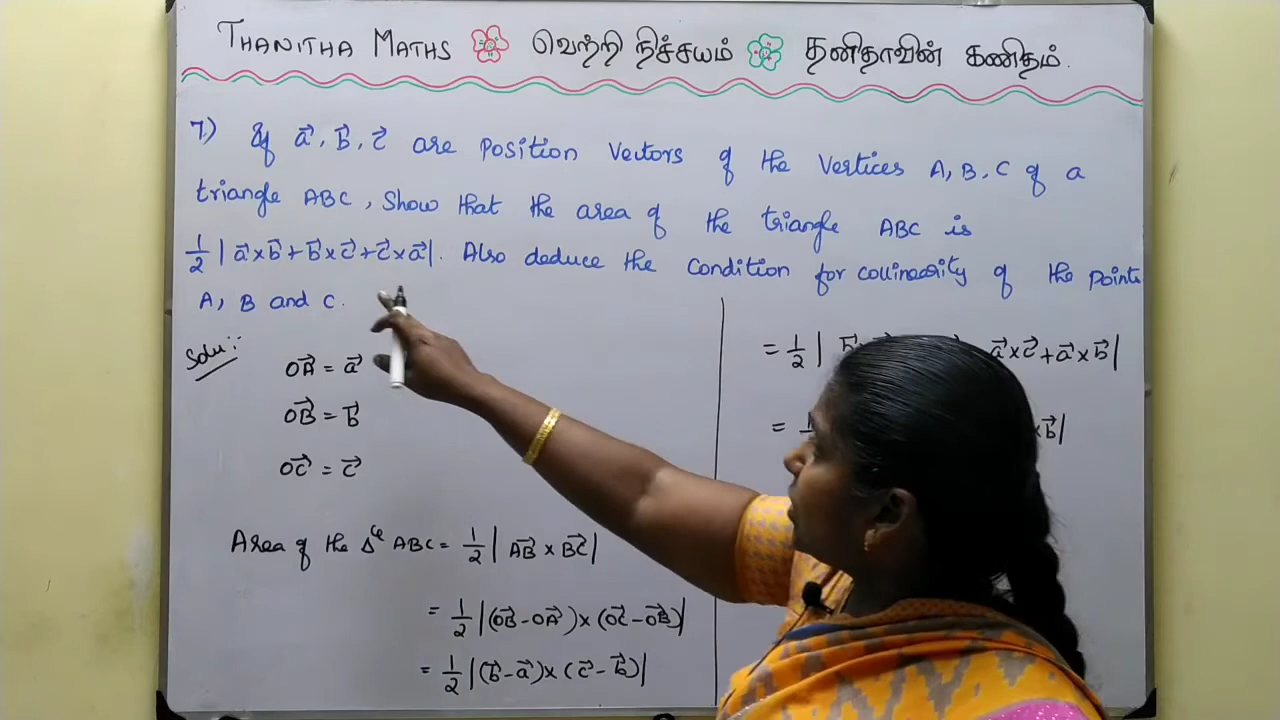 THANITHA MATHS வெற்றி நிச்சயம் தனிதாவின் கணிதம்.
7.) If a⃗, b⃗, c⃗ are position vectors of the vertices A, B, C of a
triangle ABC, show that the area of the triangle ABC is
1/2 | a⃗×b⃗+b⃗×c⃗+c⃗×a⃗|. Also deduce the condition for collinearity of the points
A, B and C.
Solu:-
OA⃗ = a⃗
OB⃗ = b⃗
OC⃗ = c⃗
Area of the Δle ABC = 1/2 | AB⃗ × BC⃗ |
= 1/2 |(OB⃗-OA⃗)×(OC⃗-OB⃗)|
= 1/2 |(b⃗-a⃗)×(c⃗-b⃗)|
= 1/2 | a⃗×c⃗+a⃗×b⃗|
= ×b⃗|